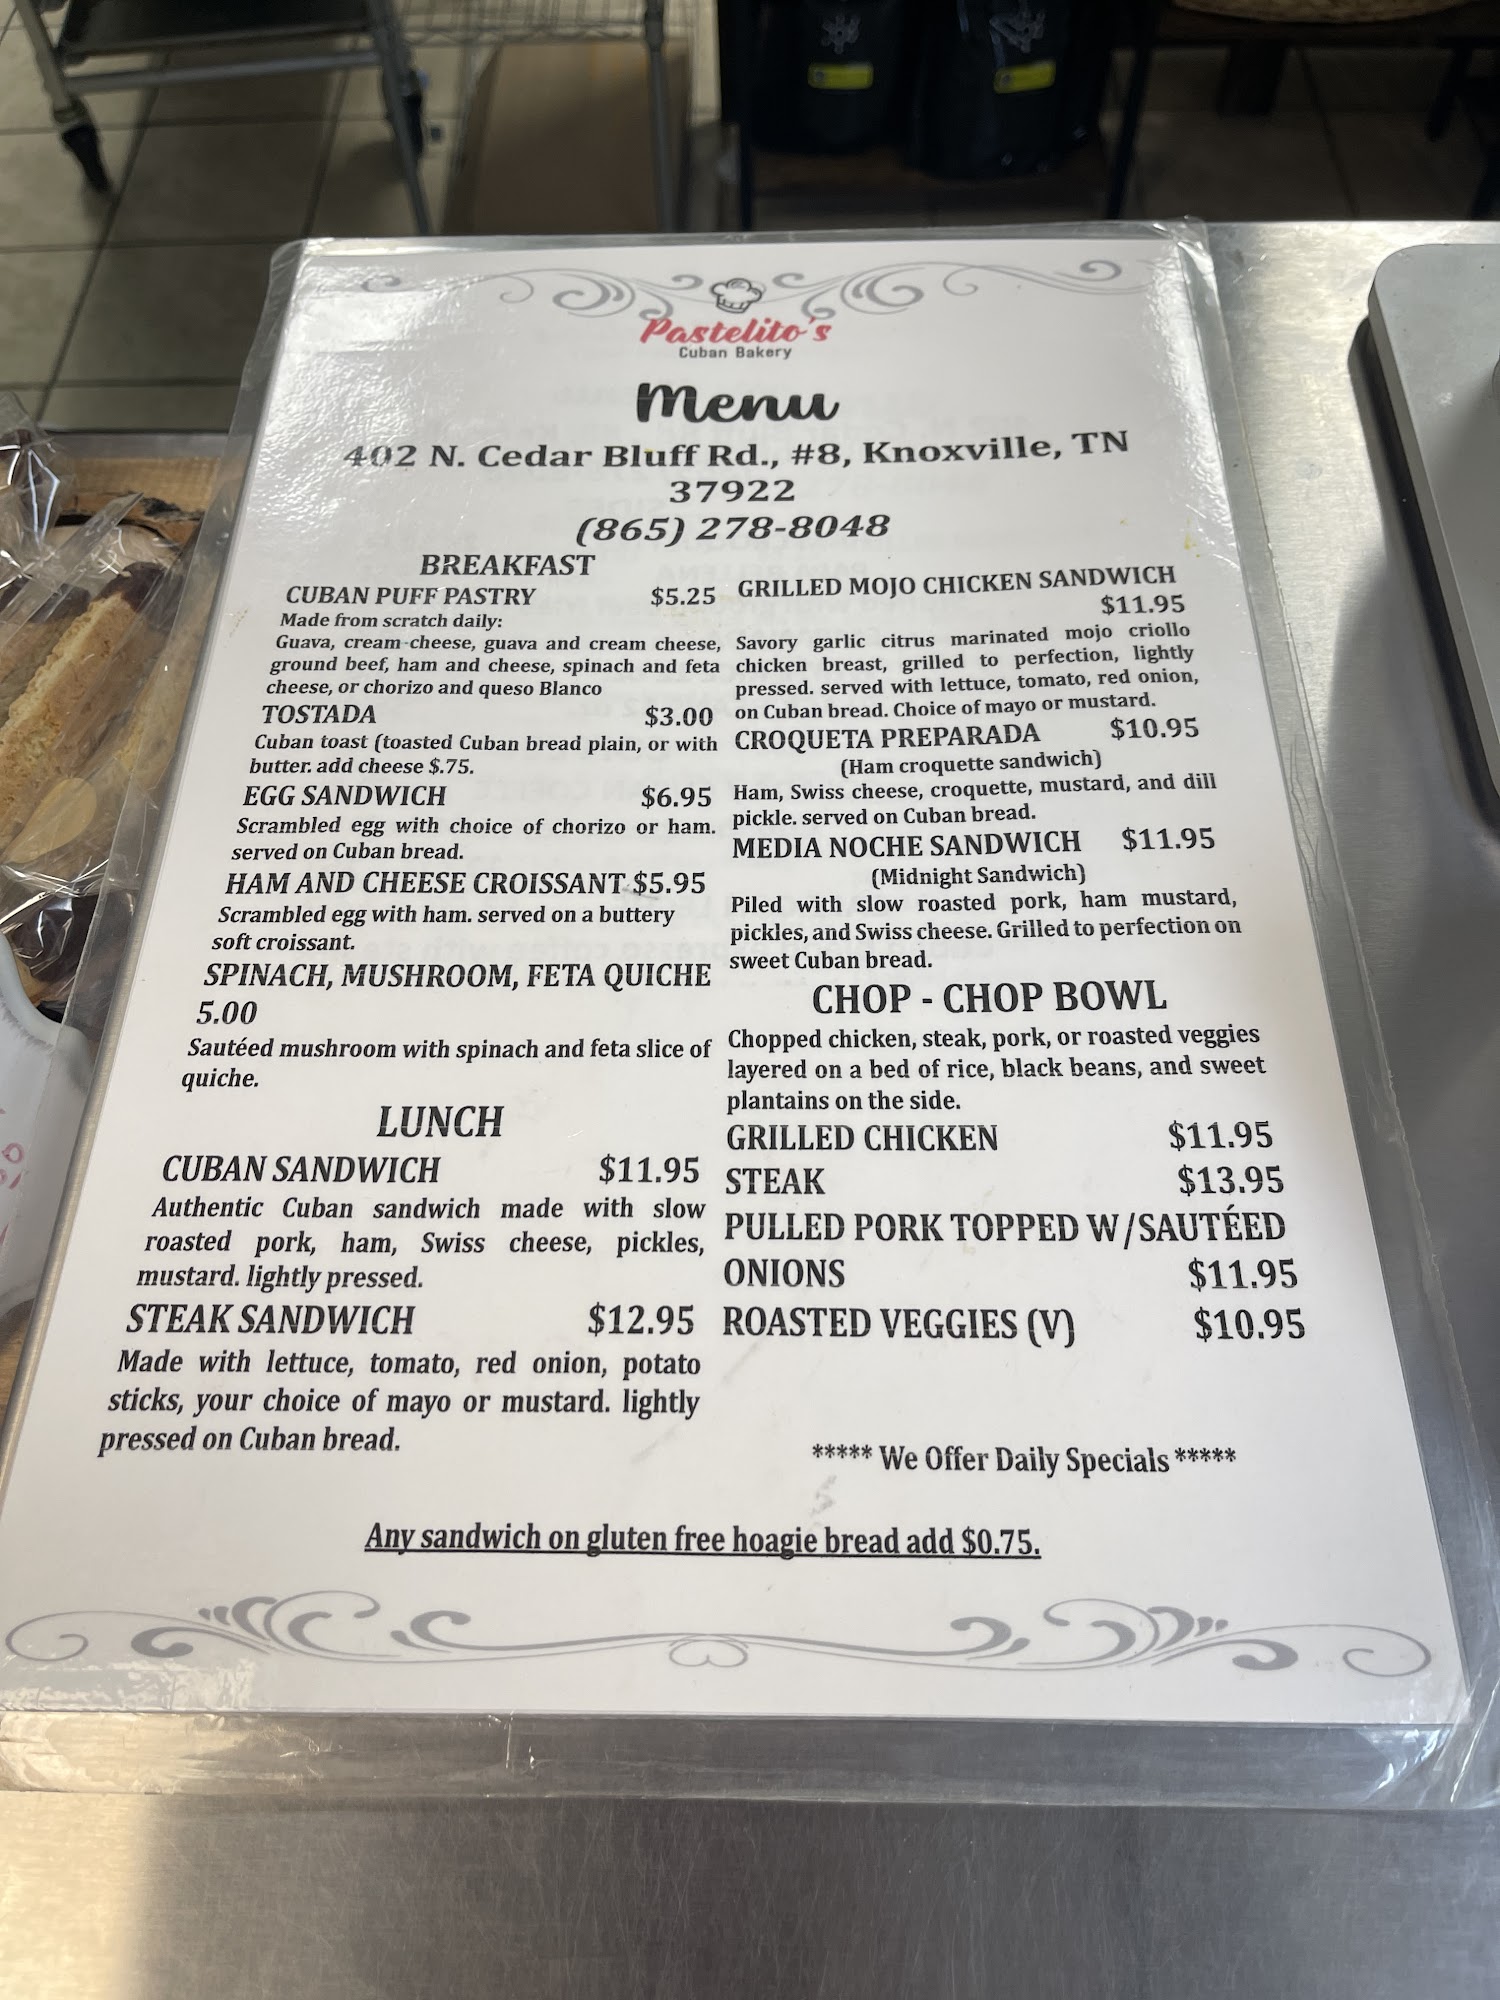 Pastelito's
Cuban Bakery
Menu
402 N. Cedar Bluff Rd., #8, Knoxville, TN
37922
(865) 278-8048
BREAKFAST
CUBAN PUFF PASTRY $5.25
Made from scratch daily:
Guava, cream-cheese, guava and cream cheese,
ground beef, ham and cheese, spinach and feta
cheese, or chorizo and queso Blanco
TOSTADA $3.00
Cuban toast (toasted Cuban bread plain, or with
butter. add cheese $.75.
EGG SANDWICH $6.95
Scrambled egg with choice of chorizo or ham.
served on Cuban bread.
HAM AND CHEESE CROISSANT $5.95
Scrambled egg with ham. served on a buttery
soft croissant.
SPINACH, MUSHROOM, FETA QUICHE
5.00
Sautéed mushroom with spinach and feta slice of
quiche.
LUNCH
CUBAN SANDWICH $11.95
Authentic Cuban sandwich made with slow
roasted pork, ham, Swiss cheese, pickles,
mustard. lightly pressed.
STEAK SANDWICH $12.95
Made with lettuce, tomato, red onion, potato
sticks, your choice of mayo or mustard. lightly
pressed on Cuban bread.
GRILLED MOJO CHICKEN SANDWICH
$11.95
Savory garlic citrus marinated mojo criollo
chicken breast, grilled to perfection, lightly
pressed. served with lettuce, tomato, red onion,
on Cuban bread. Choice of mayo or mustard.
CROQUETA PREPARADA $10.95
(Ham croquette sandwich)
Ham, Swiss cheese, croquette, mustard, and dill
pickle. served on Cuban bread.
MEDIA NOCHE SANDWICH $11.95
(Midnight Sandwich)
Piled with slow roasted pork, ham mustard,
pickles, and Swiss cheese. Grilled to perfection on
sweet Cuban bread.
CHOP - CHOP BOWL
Chopped chicken, steak, pork, or roasted veggies
layered on a bed of rice, black beans, and sweet
plantains on the side.
GRILLED CHICKEN $11.95
STEAK $13.95
PULLED PORK TOPPED W/SAUTÉED
ONIONS $11.95
ROASTED VEGGIES (V) $10.95
***** We Offer Daily Specials *****
Any sandwich on gluten free hoagie bread add $0.75.